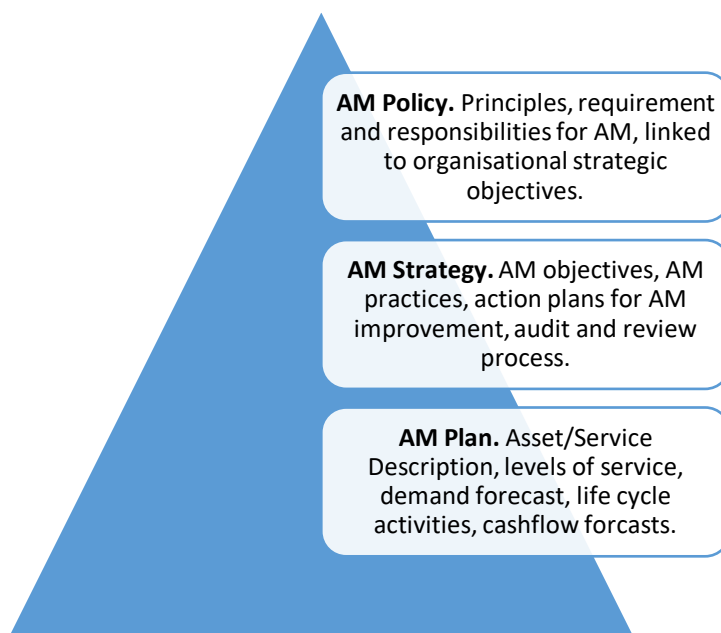 AM Policy. Principles, requirement
and responsibilities for AM, linked
to organisational strategic
objectives.
AM Strategy. AM objectives, AM
practices, action plans for AM
improvement, audit and review
process.
AM Plan. Asset/Service
Description, levels of service,
demand forecast, life cycle
activities, cashflow forcasts.